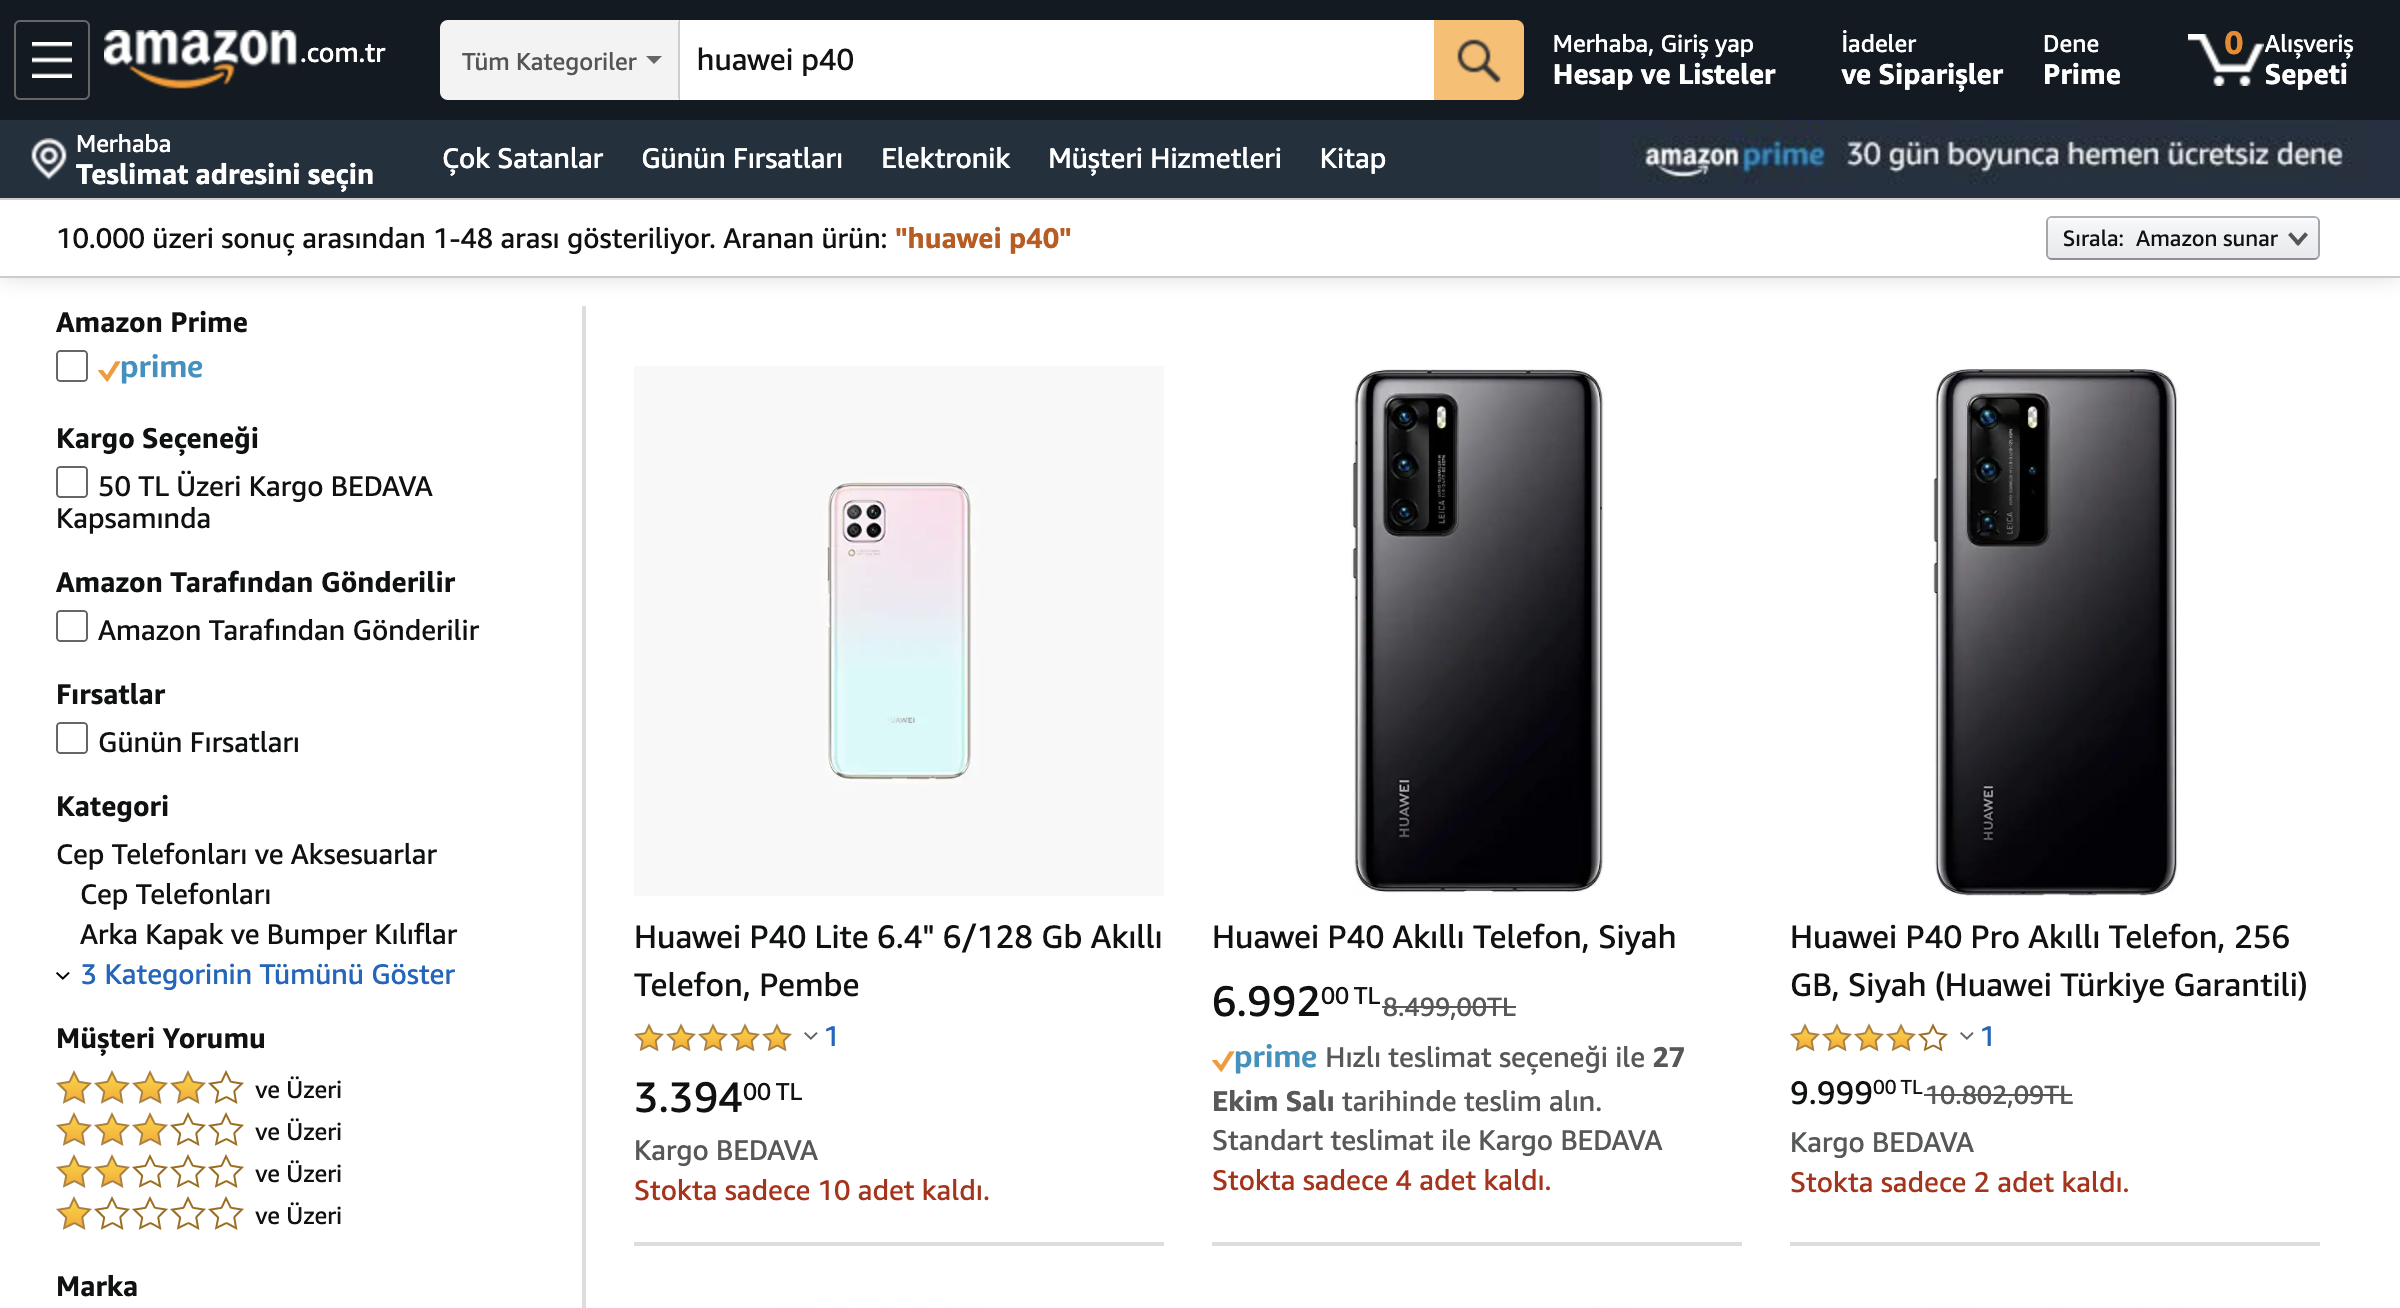 amazon.com.tr
Tüm Kategoriler
huawei p40
Merhaba, Giriş yap
Hesap ve Listeler
İadeler
ve Siparişler
Dene
Prime
0
Alışveriş
Sepeti
Merhaba
Teslimat adresini seçin
Çok Satanlar
Günün Fırsatları
Elektronik
Müşteri Hizmetleri
Kitap
amazon prime 30 gün boyunca hemen ücretsiz dene
10.000 üzeri sonuç arasından 1-48 arası gösteriliyor. Aranan ürün: "huawei p40"
Sırala: Amazon sunar
Amazon Prime
prime
Kargo Seçeneği
50 TL Üzeri Kargo BEDAVA
Kapsamında
Amazon Tarafından Gönderilir
Amazon Tarafından Gönderilir
Fırsatlar
Günün Fırsatları
Kategori
Cep Telefonları ve Aksesuarlar
Cep Telefonları
Arka Kapak ve Bumper Kılıflar
3 Kategorinin Tümünü Göster
Müşteri Yorumu
ve Üzeri
ve Üzeri
ve Üzeri
ve Üzeri
Marka
HUAWEI
Huawei P40 Lite 6.4" 6/128 Gb Akıllı
Telefon, Pembe
1
3.394 00 TL
Kargo BEDAVA
Stokta sadece 10 adet kaldı.
LEICA
HUAWEI
Huawei P40 Akıllı Telefon, Siyah
6.992 00 TL 8.499,00TL
prime Hızlı teslimat seçeneği ile 27
Ekim Salı tarihinde teslim alın.
Standart teslimat ile Kargo BEDAVA
Stokta sadece 4 adet kaldı.
LEICA
HUAWEI
Huawei P40 Pro Akıllı Telefon, 256
GB, Siyah (Huawei Türkiye Garantili)
1
9.999 00 TL 10.802,09TL
Kargo BEDAVA
Stokta sadece 2 adet kaldı.